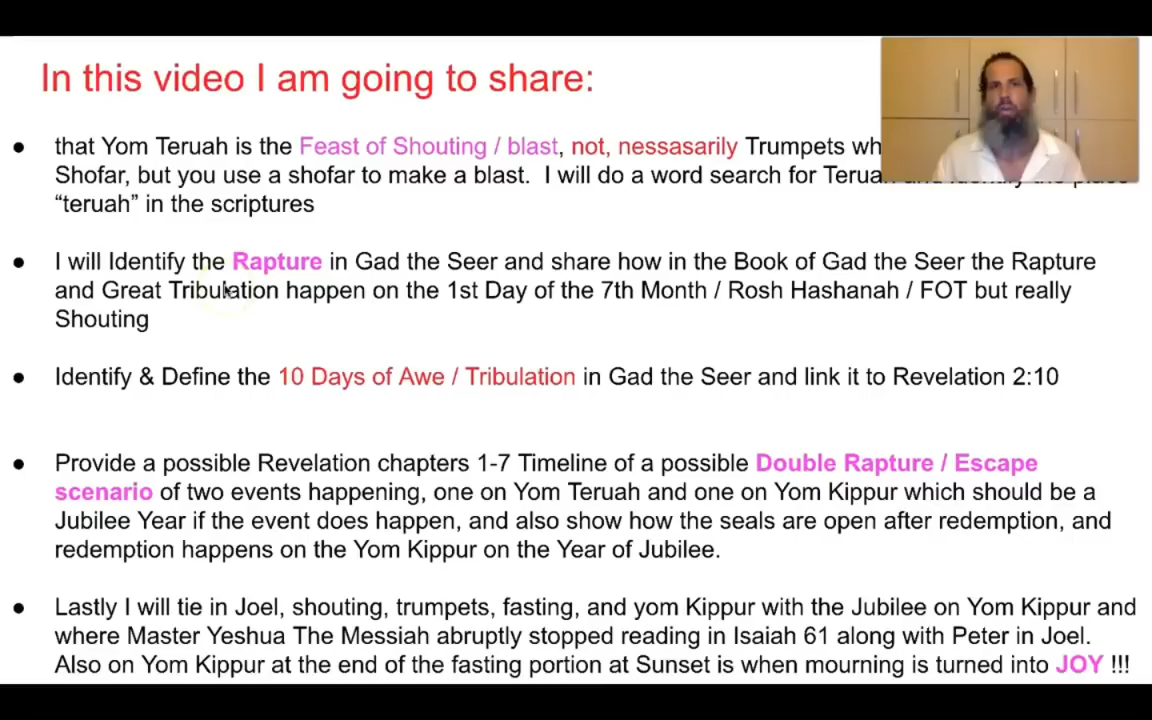 In this video I am going to share:
● that Yom Teruah is the Feast of Shouting / blast, not, nessasarily Trumpets
Shofar, but you use a shofar to make a blast. I will do a word search for
“teruah” in the scriptures
● I will Identify the Rapture in Gad the Seer and share how in the Book of Gad the Seer the Rapture
and Great Tribulation happen on the 1st Day of the 7th Month / Rosh Hashanah / FOT but really
Shouting
● Identify & Define the 10 Days of Awe / Tribulation in Gad the Seer and link it to Revelation 2:10
● Provide a possible Revelation chapters 1-7 Timeline of a possible Double Rapture / Escape
scenario of two events happening, one on Yom Teruah and one on Yom Kippur which should be a
Jubilee Year if the event does happen, and also show how the seals are open after redemption, and
redemption happens on the Yom Kippur on the Year of Jubilee.
● Lastly I will tie in Joel, shouting, trumpets, fasting, and yom Kippur with the Jubilee on Yom Kippur and
where Master Yeshua The Messiah abruptly stopped reading in Isaiah 61 along with Peter in Joel.
Also on Yom Kippur at the end of the fasting portion at Sunset is when mourning is turned into JOY !!!